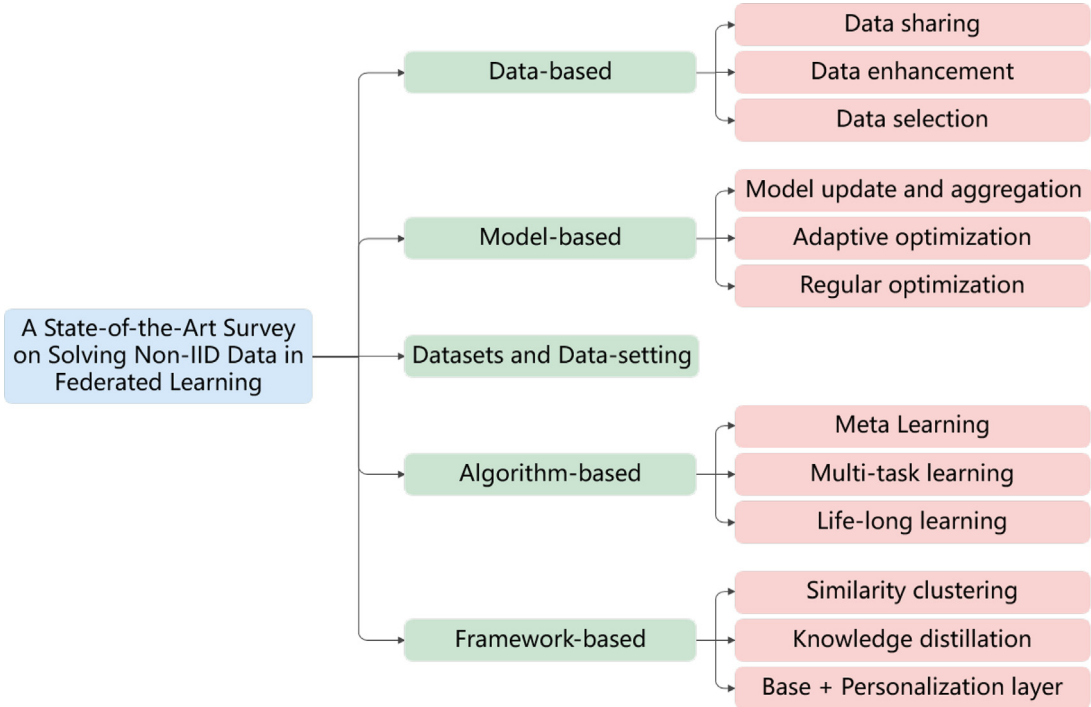 A State-of-the-Art Survey
on Solving Non-IID Data in
Federated Learning
Data-based
Data sharing
Data enhancement
Data selection
Model-based
Model update and aggregation
Adaptive optimization
Regular optimization
Datasets and Data-setting
Algorithm-based
Meta Learning
Multi-task learning
Life-long learning
Framework-based
Similarity clustering
Knowledge distillation
Base + Personalization layer